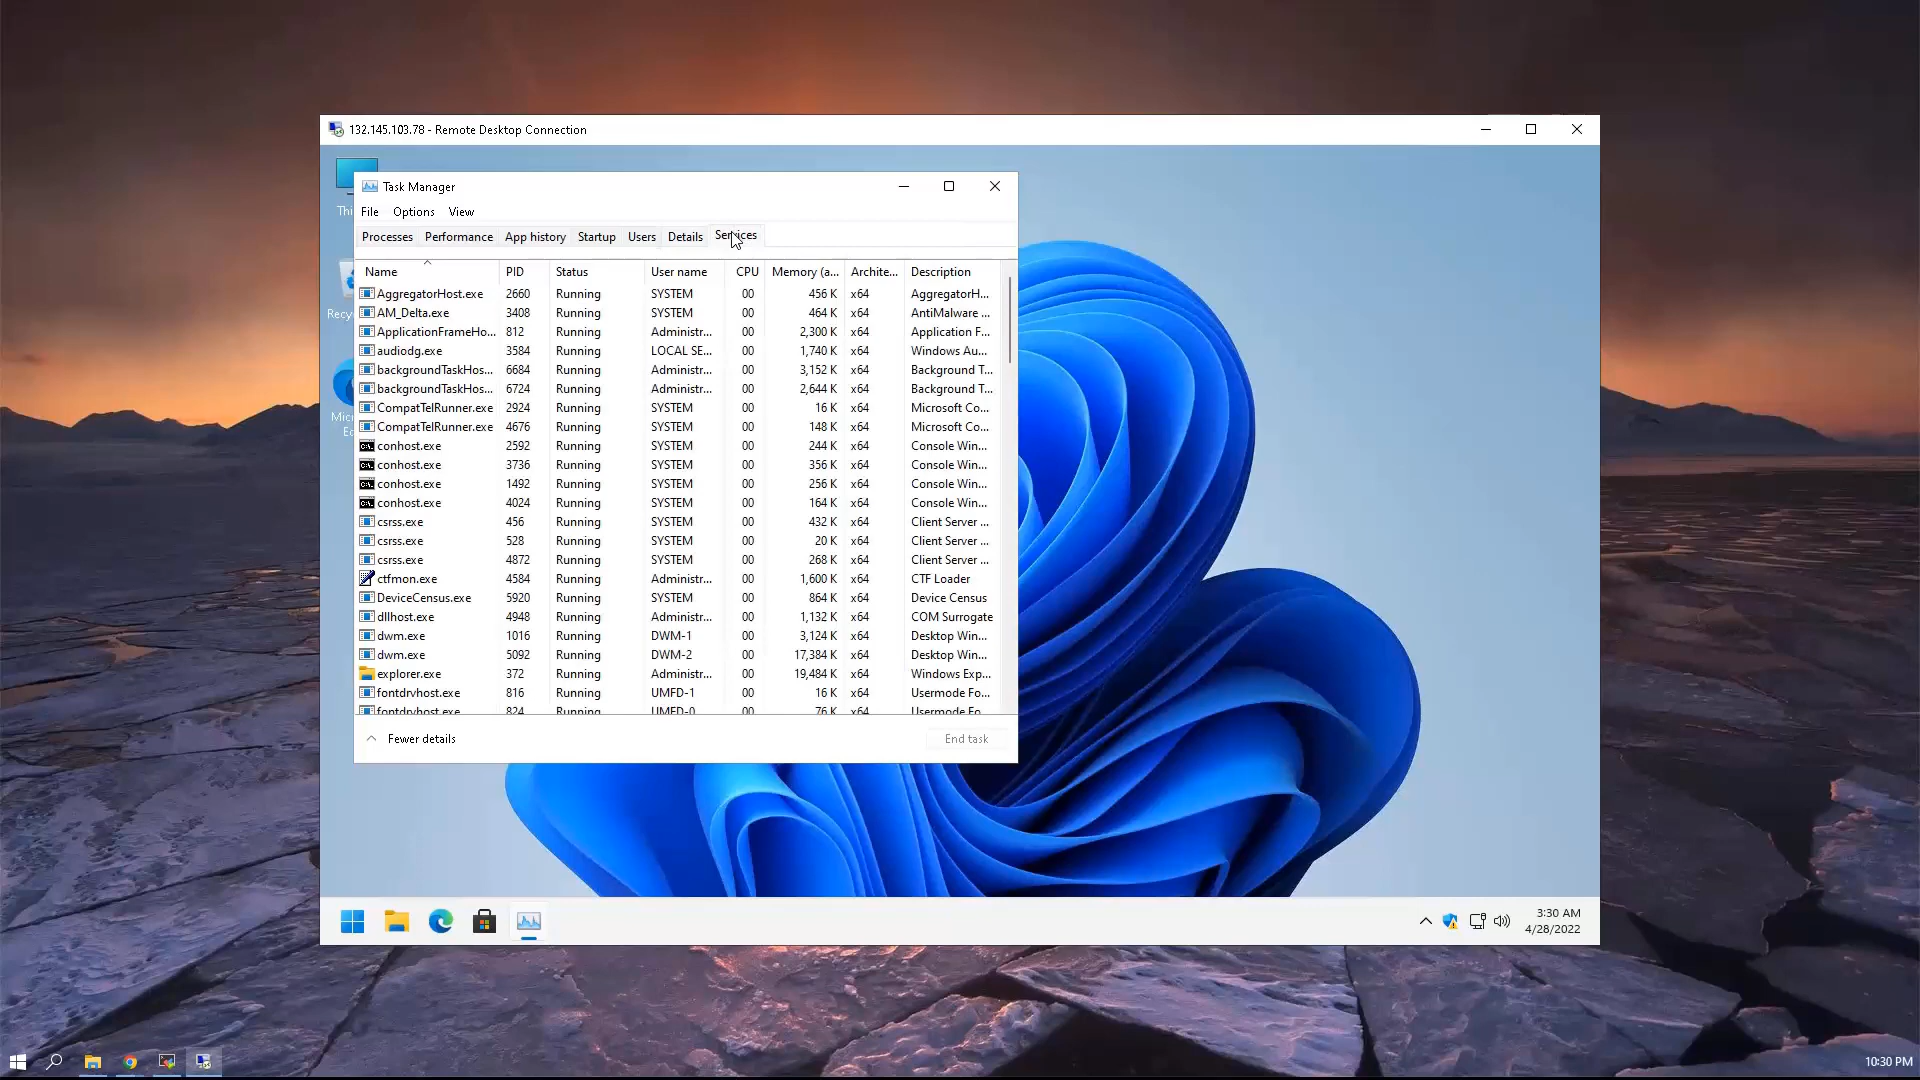 132.145.103.78 - Remote Desktop Connection
Task Manager
File Options View
Processes Performance App history Startup Users Details Services
Name PID Status User name CPU Memory (a... Archite... Description
AggregatorHost.exe 2660 Running SYSTEM 00 456 K x64 AggregatorH...
AM_Delta.exe 3408 Running SYSTEM 00 464 K x64 AntiMalware ...
ApplicationFrameHo... 812 Running Administr... 00 2,300 K x64 Application F...
audiodg.exe 3584 Running LOCAL SE... 00 1,740 K x64 Windows Au...
backgroundTaskHos... 6684 Running Administr... 00 3,152 K x64 Background T...
backgroundTaskHos... 6724 Running Administr... 00 2,644 K x64 Background T...
CompatTelRunner.exe 2924 Running SYSTEM 00 16 K x64 Microsoft Co...
CompatTelRunner.exe 4676 Running SYSTEM 00 148 K x64 Microsoft Co...
conhost.exe 2592 Running SYSTEM 00 244 K x64 Console Win...
conhost.exe 3736 Running SYSTEM 00 356 K x64 Console Win...
conhost.exe 1492 Running SYSTEM 00 256 K x64 Console Win...
conhost.exe 4024 Running SYSTEM 00 164 K x64 Console Win...
csrss.exe 456 Running SYSTEM 00 432 K x64 Client Server ...
csrss.exe 528 Running SYSTEM 00 20 K x64 Client Server ...
csrss.exe 4872 Running SYSTEM 00 268 K x64 Client Server ...
ctfmon.exe 4584 Running Administr... 00 1,600 K x64 CTF Loader
DeviceCensus.exe 5920 Running SYSTEM 00 864 K x64 Device Census
dllhost.exe 4948 Running Administr... 00 1,132 K x64 COM Surrogate
dwm.exe 1016 Running DWM-1 00 3,124 K x64 Desktop Win...
dwm.exe 5092 Running DWM-2 00 17,384 K x64 Desktop Win...
explorer.exe 372 Running Administr... 00 19,484 K x64 Windows Exp...
fontdrvhost.exe 816 Running UMFD-1 00 16 K x64 Usermode Fo...
fontdrvhost.exe 824 Running UMFD-0 00 76 K x64 Usermode Fo...
Fewer details End task
Thi
Recy
Micr
Ed
3:30 AM
4/28/2022
10:30 PM